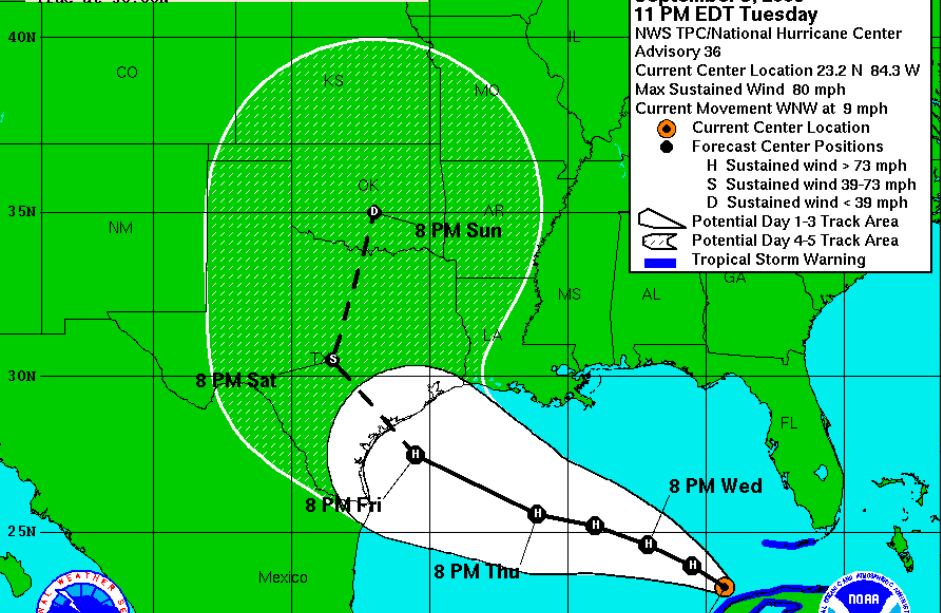 11 PM EDT Tuesday
NWS TPC/National Hurricane Center
Advisory 36
Current Center Location 23.2 N 84.3 W
Max Sustained Wind 80 mph
Current Movement WNW at 9 mph
Current Center Location
Forecast Center Positions
H Sustained wind > 73 mph
S Sustained wind 39-73 mph
D Sustained wind < 39 mph
Potential Day 1-3 Track Area
Potential Day 4-5 Track Area
Tropical Storm Warning
40N
CO
KS
MO
IL
35N
NM
OK
AR
D
8 PM Sun
MS
AL
GA
LA
S
8 PM Sat
30N
FL
H
8 PM Fri
8 PM Wed
H
H
H
H
25N
8 PM Thu
Mexico
NOAA